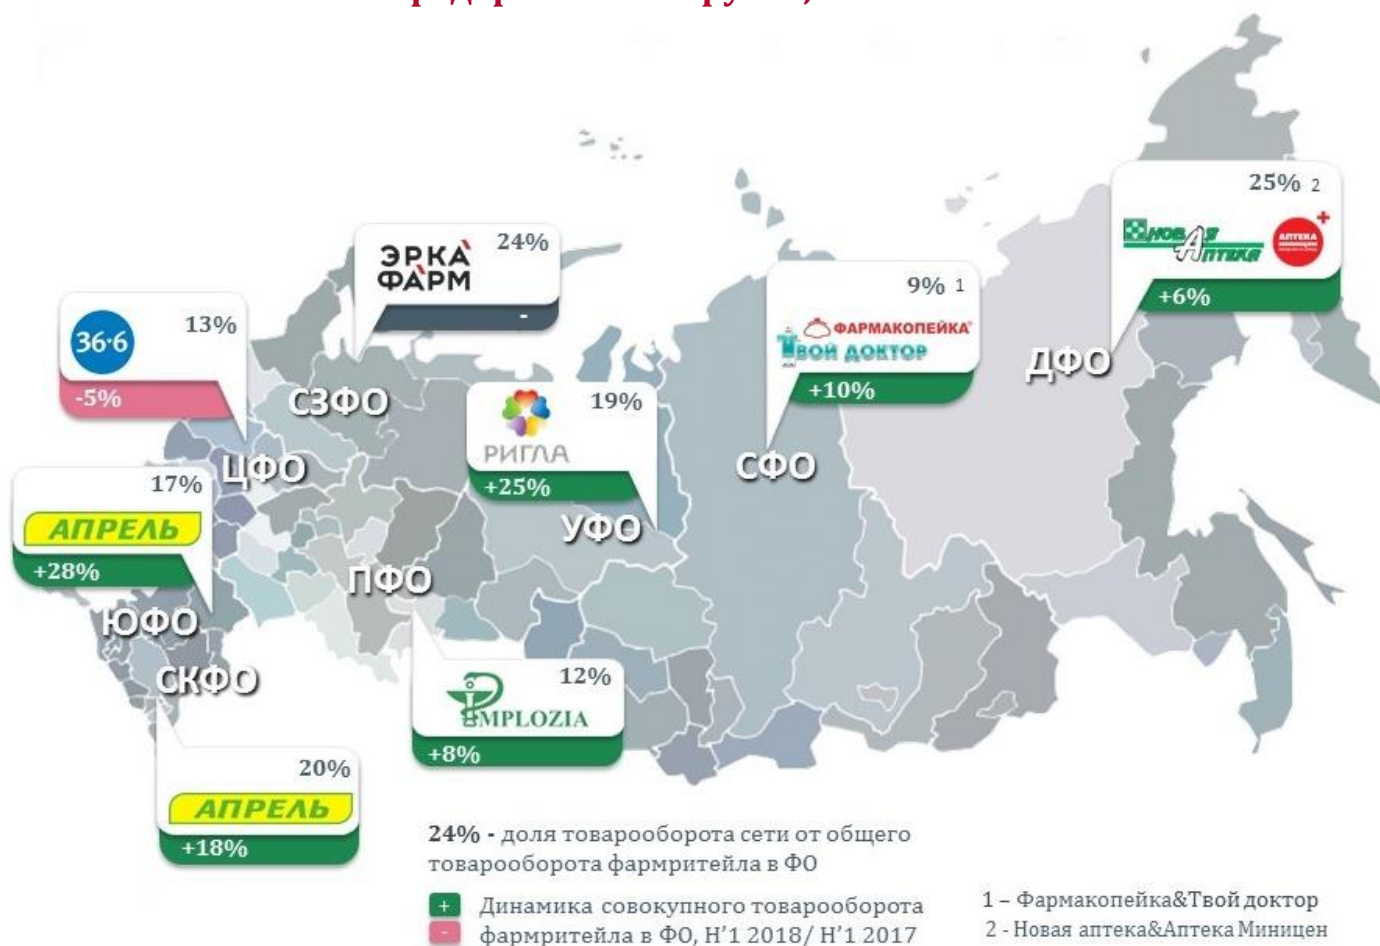 25% 2
НОВАЯ
АПТЕКА
АПТЕКА
МИНИЦЕН
+6%
ДФО
24%
ЭРКА
ФАРМ
-
СЗФО
9% 1
ФАРМАКОПЕЙКА
ТВОЙ ДОКТОР
+10%
СФО
13%
36·6
-5%
ЦФО
19%
РИГЛА
+25%
УФО
17%
АПРЕЛЬ
+28%
ЮФО
ПФО
12%
IMPLOZIA
+8%
СКФО
20%
АПРЕЛЬ
+18%
24% - доля товарооборота сети от общего
товарооборота фармритейла в ФО
+ Динамика совокупного товарооборота
- фармритейла в ФО, H'1 2018/ H'1 2017
1 – Фармакопейка&Твой доктор
2 - Новая аптека&Аптека Миницен